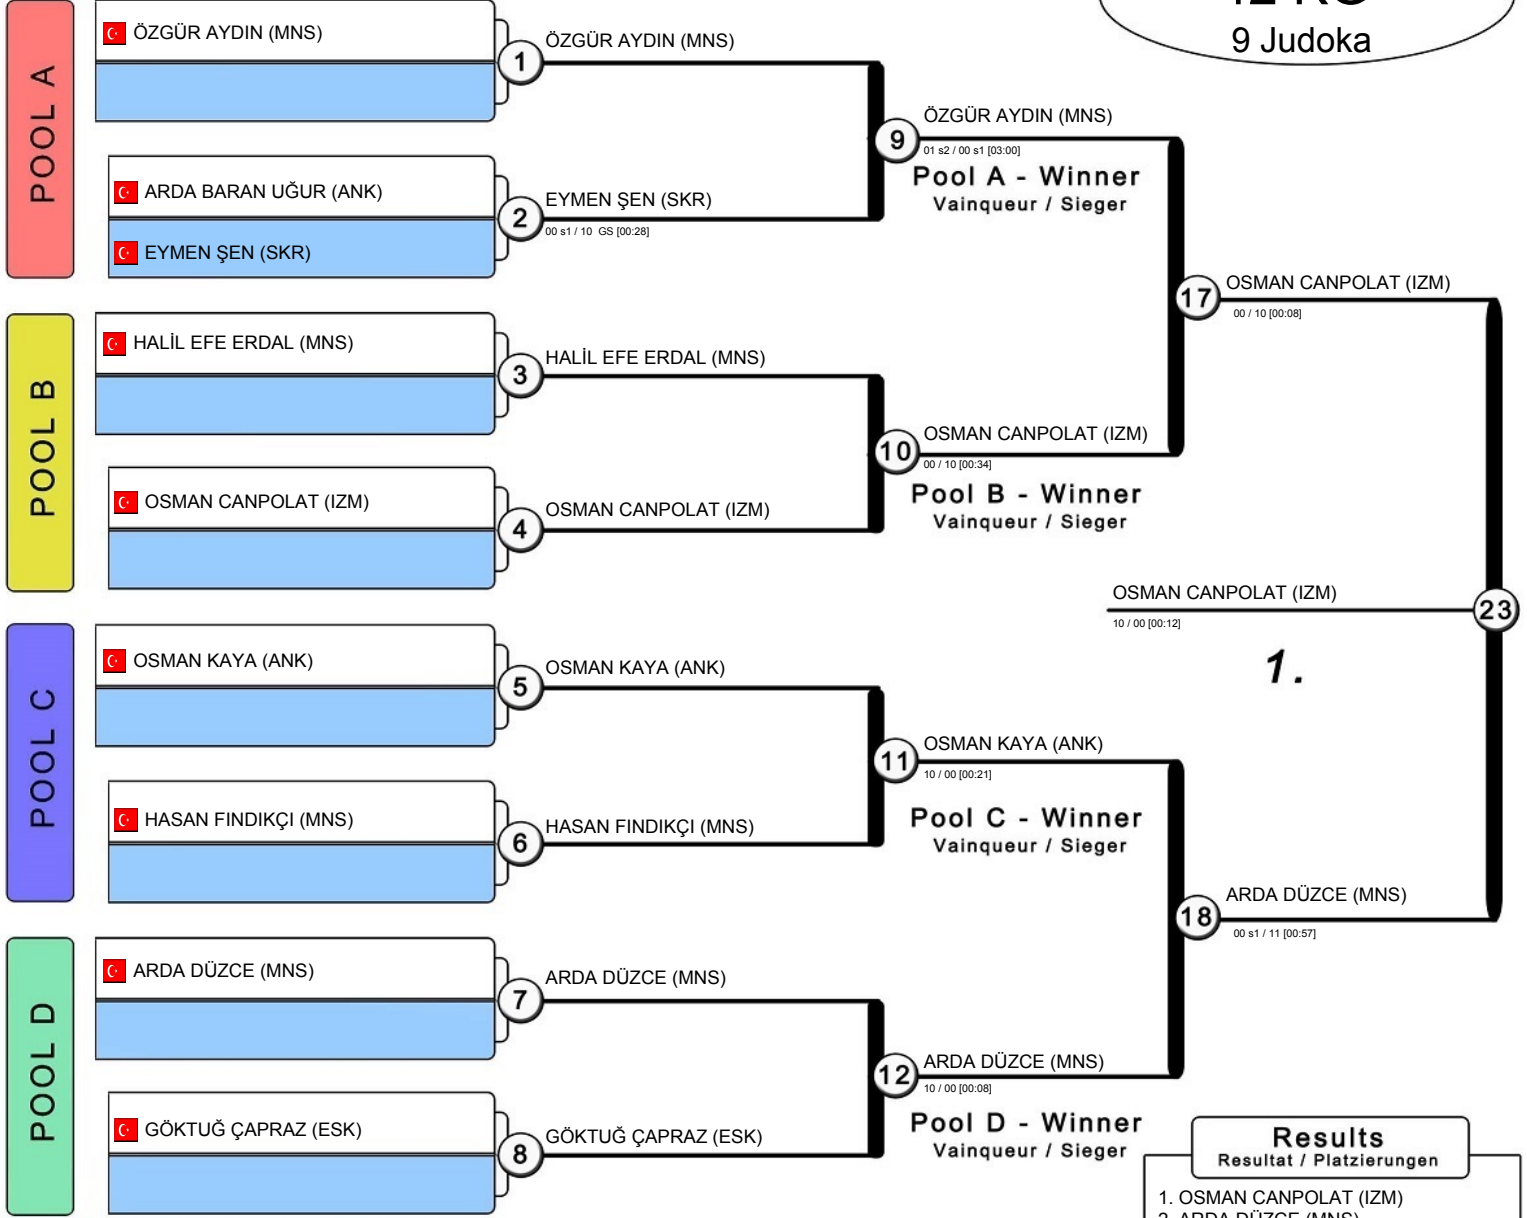 9 Judoka
POOL A
ÖZGÜR AYDIN (MNS)
ARDA BARAN UĞUR (ANK)
EYMEN ŞEN (SKR)
1
ÖZGÜR AYDIN (MNS)
2
EYMEN ŞEN (SKR)
00 s1 / 10 GS [00:28]
9
ÖZGÜR AYDIN (MNS)
01 s2 / 00 s1 [03:00]
Pool A - Winner
Vainqueur / Sieger
POOL B
HALİL EFE ERDAL (MNS)
OSMAN CANPOLAT (IZM)
3
HALİL EFE ERDAL (MNS)
4
OSMAN CANPOLAT (IZM)
10
OSMAN CANPOLAT (IZM)
00 / 10 [00:34]
Pool B - Winner
Vainqueur / Sieger
17
OSMAN CANPOLAT (IZM)
00 / 10 [00:08]
OSMAN CANPOLAT (IZM)
10 / 00 [00:12]
23
1.
POOL C
OSMAN KAYA (ANK)
HASAN FINDIKÇI (MNS)
5
OSMAN KAYA (ANK)
6
HASAN FINDIKÇI (MNS)
11
OSMAN KAYA (ANK)
10 / 00 [00:21]
Pool C - Winner
Vainqueur / Sieger
18
ARDA DÜZCE (MNS)
00 s1 / 11 [00:57]
POOL D
ARDA DÜZCE (MNS)
GÖKTUĞ ÇAPRAZ (ESK)
7
ARDA DÜZCE (MNS)
8
GÖKTUĞ ÇAPRAZ (ESK)
12
ARDA DÜZCE (MNS)
10 / 00 [00:08]
Pool D - Winner
Vainqueur / Sieger
Results
Resultat / Platzierungen
1. OSMAN CANPOLAT (IZM)
2. ARDA DÜZCE (MNS)